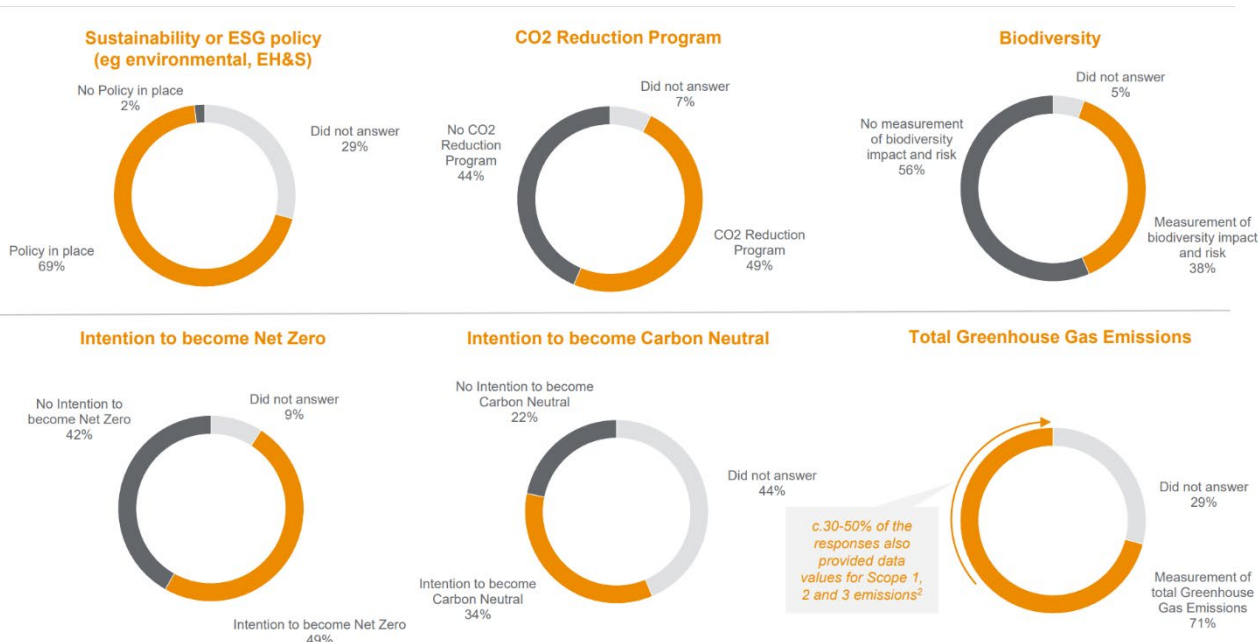 Sustainability or ESG policy
(eg environmental, EH&S)
No Policy in place
2%
Did not answer
29%
Policy in place
69%
CO2 Reduction Program
Did not answer
7%
No CO2
Reduction
Program
44%
CO2 Reduction
Program
49%
Biodiversity
Did not answer
5%
No measurement
of biodiversity
impact and risk
56%
Measurement of
biodiversity impact
and risk
38%
Intention to become Net Zero
No Intention to
become Net Zero
42%
Did not answer
9%
Intention to become Net Zero
49%
Intention to become Carbon Neutral
No Intention to become
Carbon Neutral
22%
Did not answer
44%
Intention to become
Carbon Neutral
34%
Total Greenhouse Gas Emissions
Did not answer
29%
c.30-50% of the
responses also
provided data
values for Scope 1,
2 and 3 emissions²
Measurement of
total Greenhouse
Gas Emissions
71%